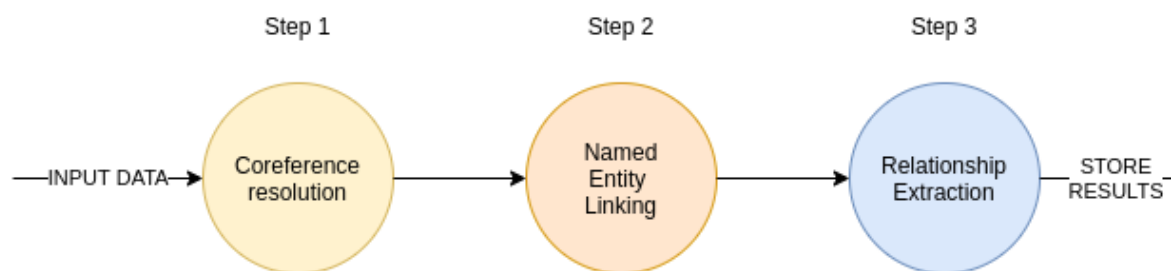 Step 1
Step 2
Step 3
INPUT DATA
Coreference
resolution
Named
Entity
Linking
Relationship
Extraction
STORE
RESULTS